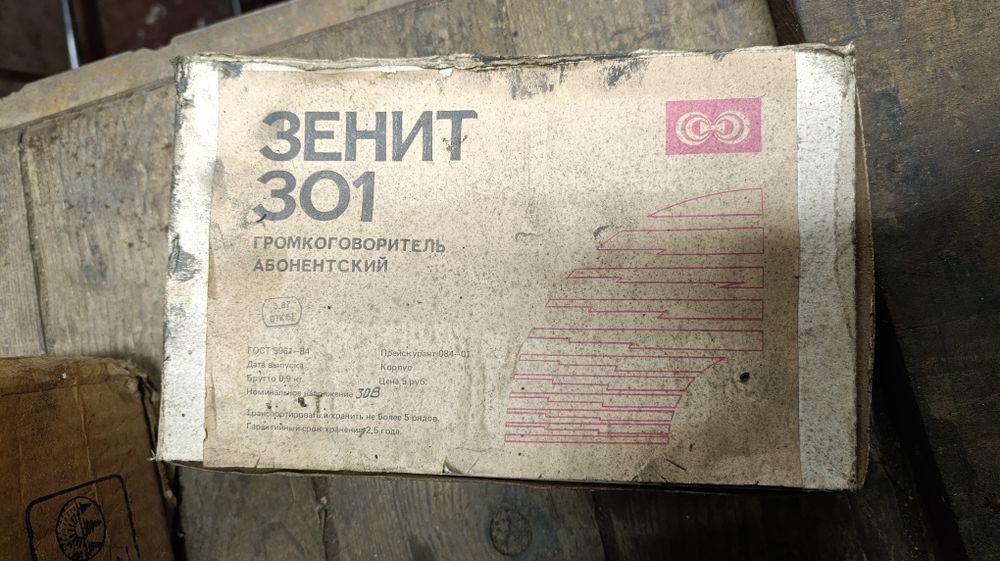 ЗЕНИТ
301
ГРОМКОГОВОРИТЕЛЬ
АБОНЕНТСКИЙ
ГОСТ 5961—84
Прейскурант 084—01
Дата выпуска
Корпус
Брутто 0,9 кг.
Цена 5 руб.
Номинальное напряжение 30В
Транспортировать и хранить не более 5 рядов.
Гарантийный срок хранения 2,5 года.